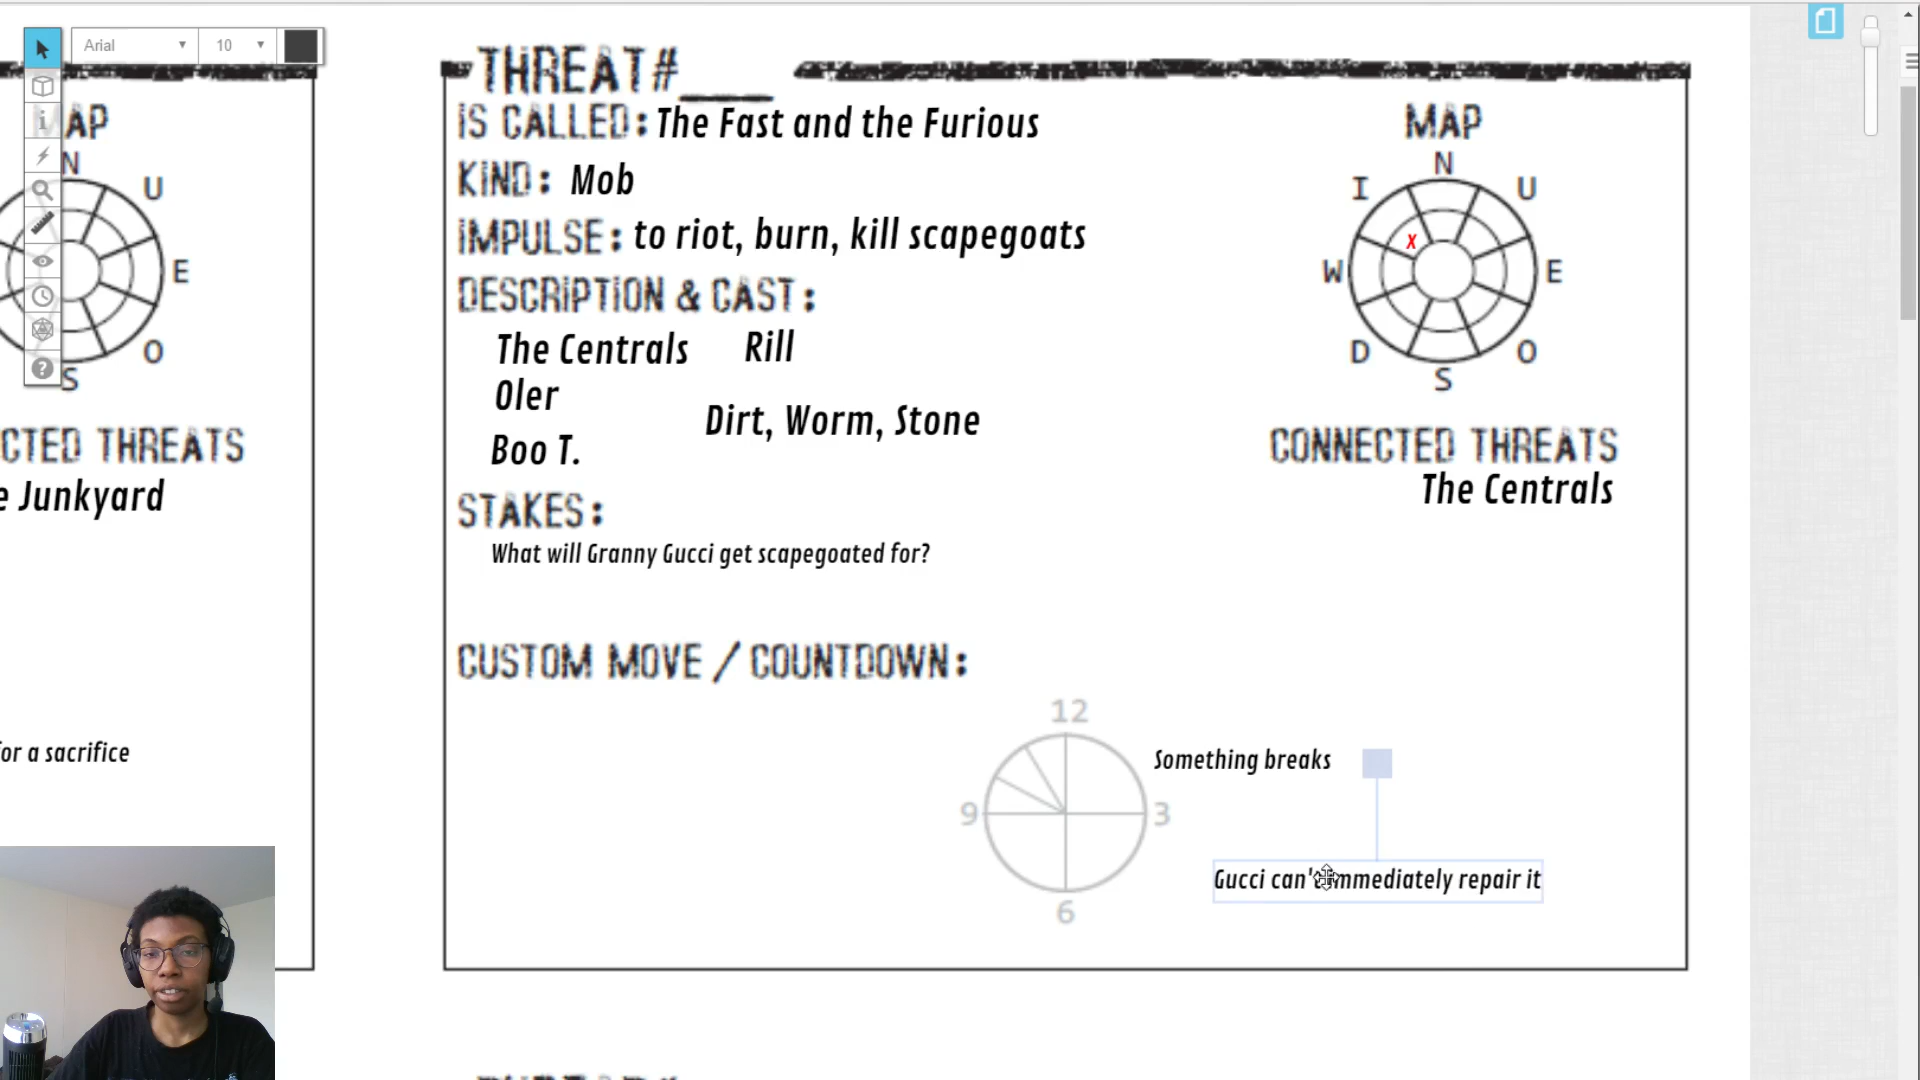 Arial
10
THREAT#___
IS CALLED: The Fast and the Furious
KIND: Mob
IMPULSE: to riot, burn, kill scapegoats
DESCRIPTION & CAST:
The Centrals
Rill
Oler
Dirt, Worm, Stone
Boo T.
STAKES:
What will Granny Gucci get scapegoated for?
CUSTOM MOVE / COUNTDOWN:
12
3
6
9
Something breaks
Gucci can't immediately repair it
MAP
N
I
U
x
W
E
D
O
S
CONNECTED THREATS
The Centrals
MAP
N
U
E
O
S
CTED THREATS
e Junkyard
for a sacrifice